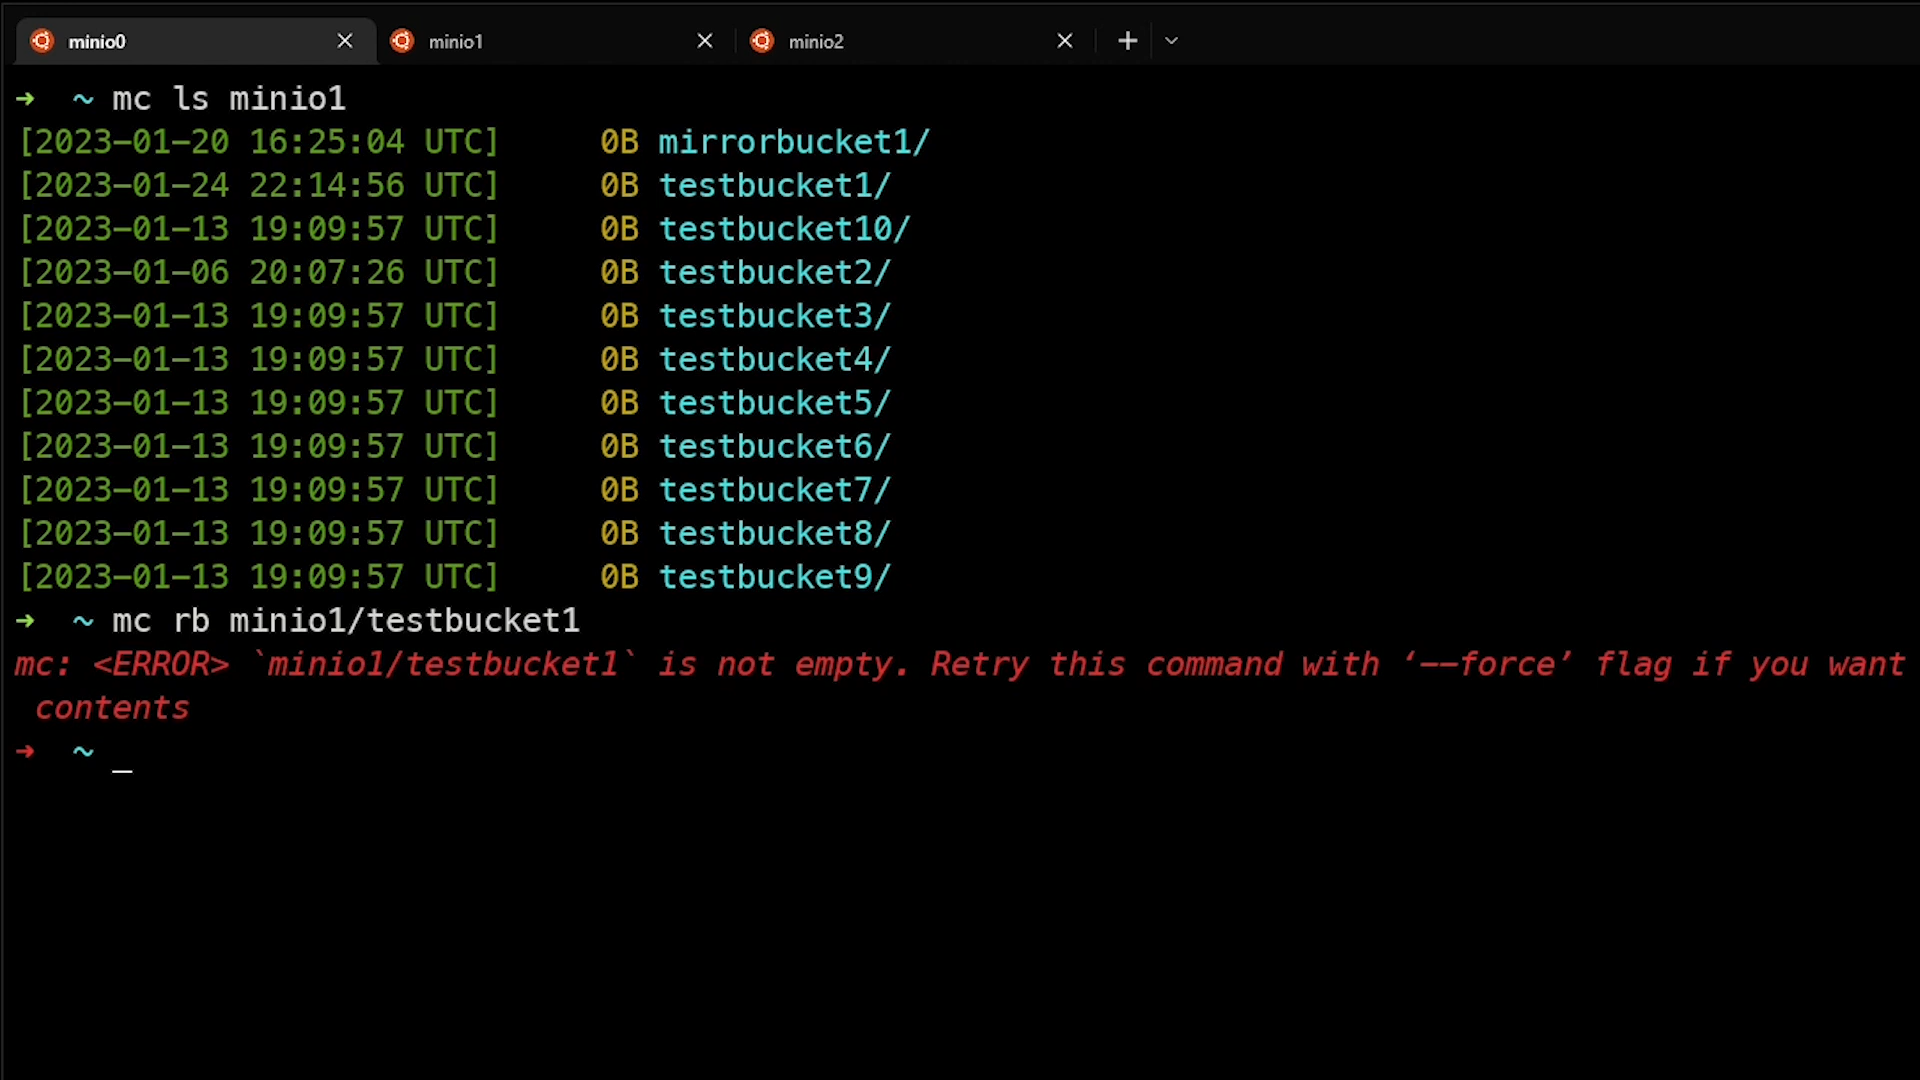 minio0 minio1 minio2
➜ ~ mc ls minio1
[2023-01-20 16:25:04 UTC] 0B mirrorbucket1/
[2023-01-24 22:14:56 UTC] 0B testbucket1/
[2023-01-13 19:09:57 UTC] 0B testbucket10/
[2023-01-06 20:07:26 UTC] 0B testbucket2/
[2023-01-13 19:09:57 UTC] 0B testbucket3/
[2023-01-13 19:09:57 UTC] 0B testbucket4/
[2023-01-13 19:09:57 UTC] 0B testbucket5/
[2023-01-13 19:09:57 UTC] 0B testbucket6/
[2023-01-13 19:09:57 UTC] 0B testbucket7/
[2023-01-13 19:09:57 UTC] 0B testbucket8/
[2023-01-13 19:09:57 UTC] 0B testbucket9/
➜ ~ mc rb minio1/testbucket1
mc: <ERROR> `minio1/testbucket1` is not empty. Retry this command with ‘--force’ flag if you want
contents
➜ ~ _